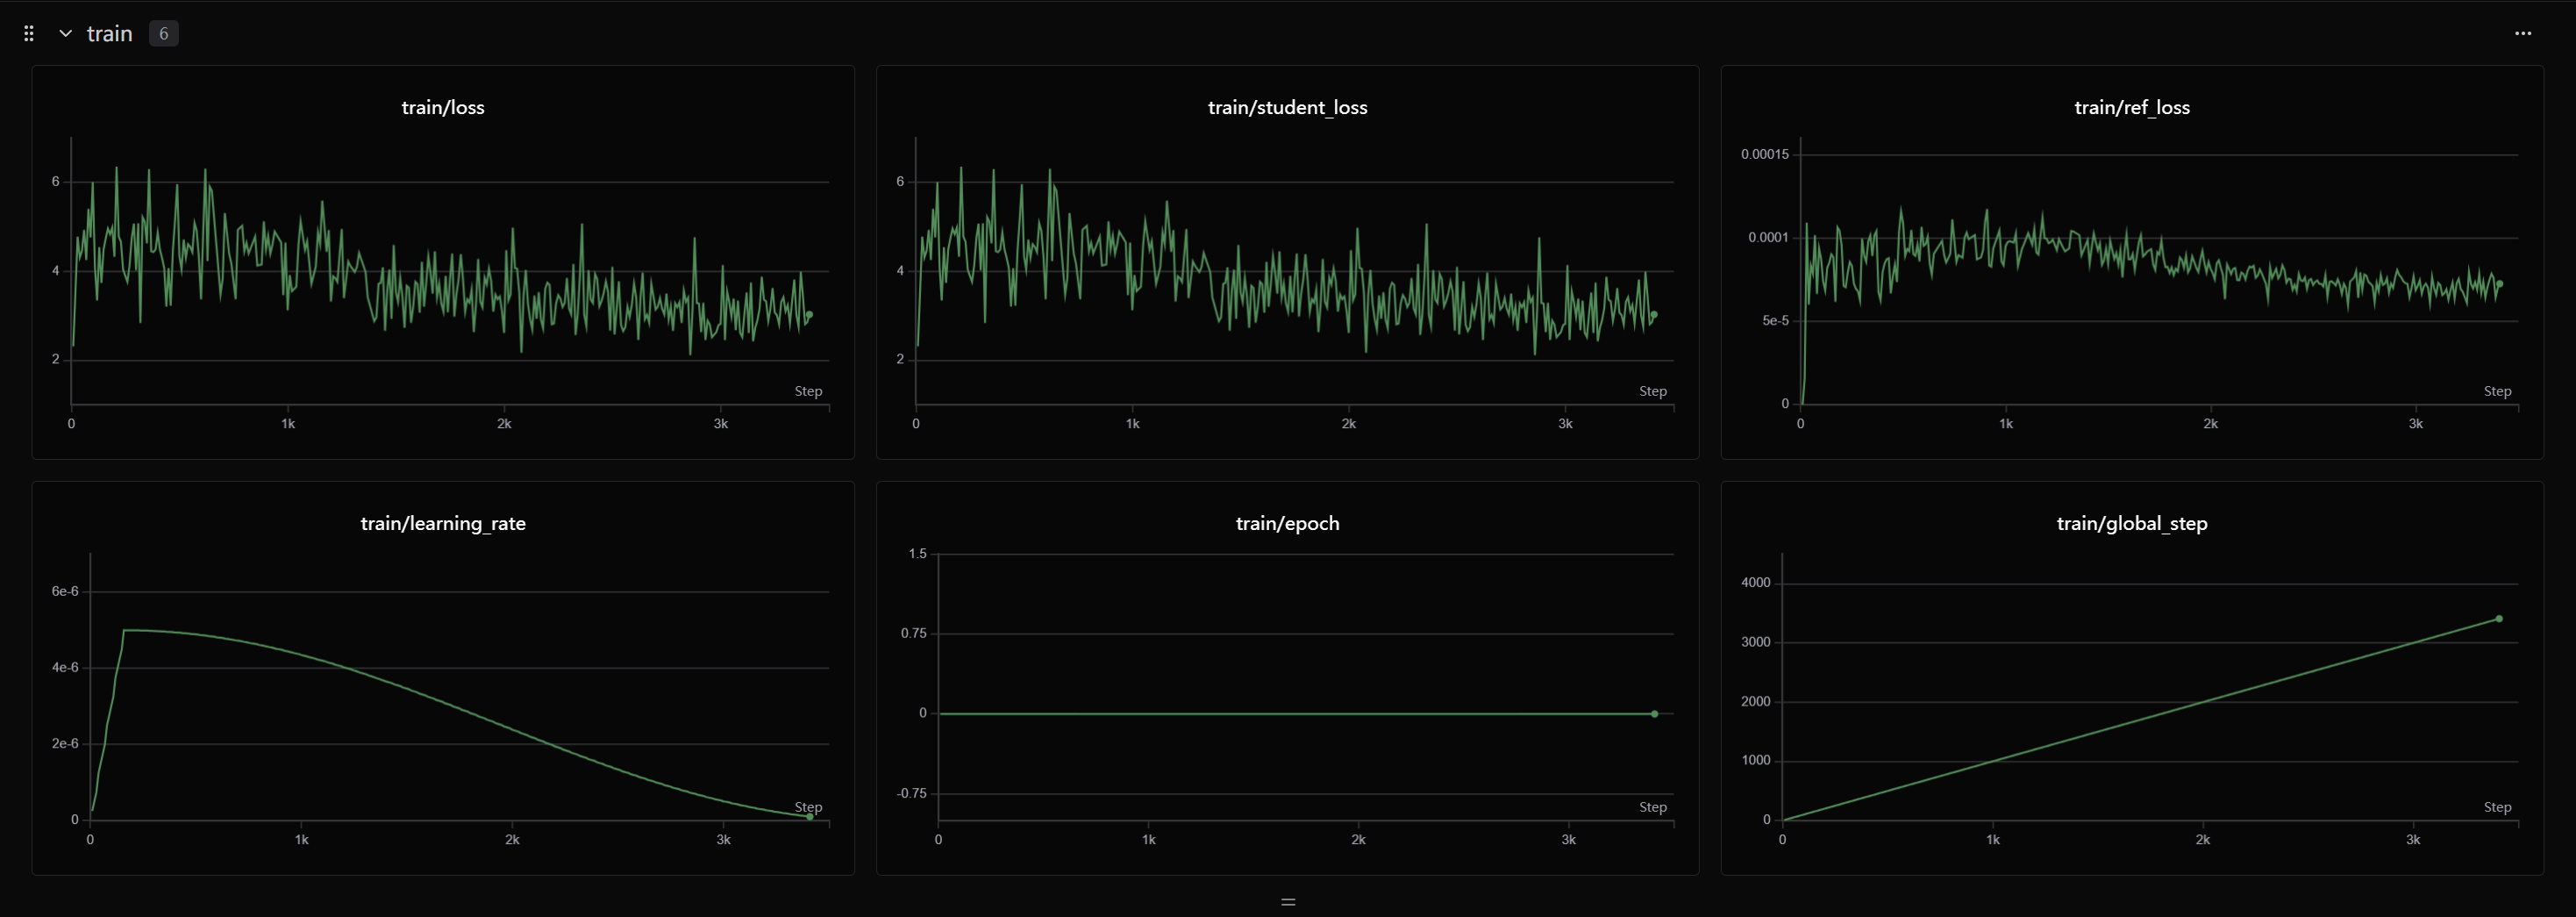 train 6
train/loss
6
4
2
Step
0 1k 2k 3k
train/student_loss
6
4
2
Step
0 1k 2k 3k
train/ref_loss
0.00015
0.0001
5e-5
0
Step
0 1k 2k 3k
train/learning_rate
6e-6
4e-6
2e-6
0
Step
0 1k 2k 3k
train/epoch
1.5
0.75
0
-0.75
Step
0 1k 2k 3k
train/global_step
4000
3000
2000
1000
0
Step
0 1k 2k 3k